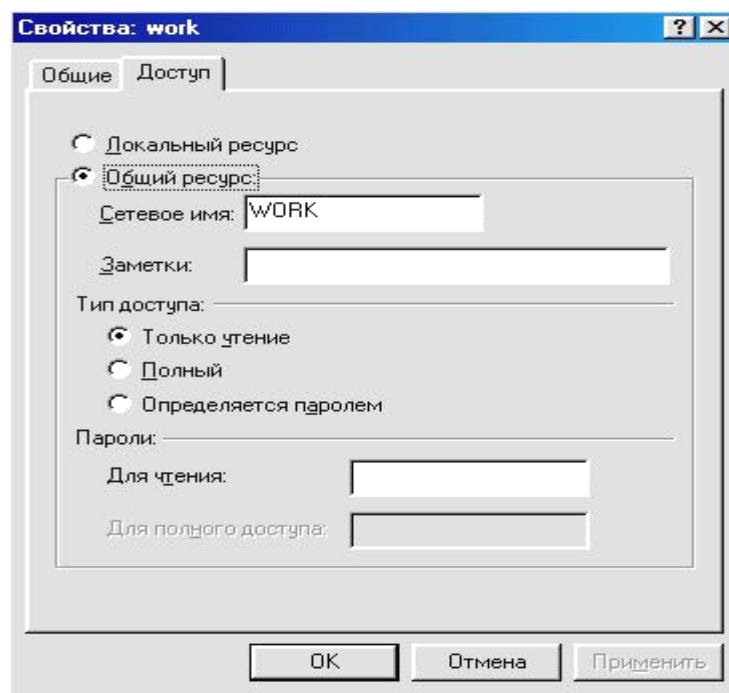 Свойства: work
Общие Доступ
Локальный ресурс
Общий ресурс:
Сетевое имя: WORK
Заметки:
Тип доступа:
Только чтение
Полный
Определяется паролем
Пароли:
Для чтения:
Для полного доступа:
OK Отмена Применить